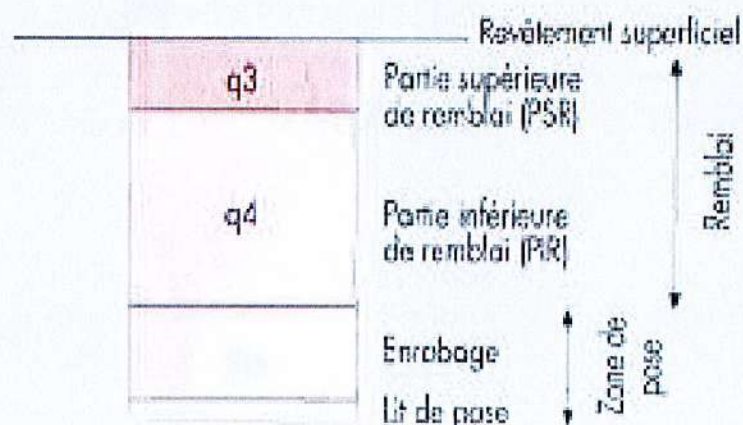 Revêtement superficiel
q3
Partie supérieure
de remblai (PSR)
Remblai
q4
Partie inférieure
de remblai (PIR)
Enrobage
Zone de
pose
Lit de pose